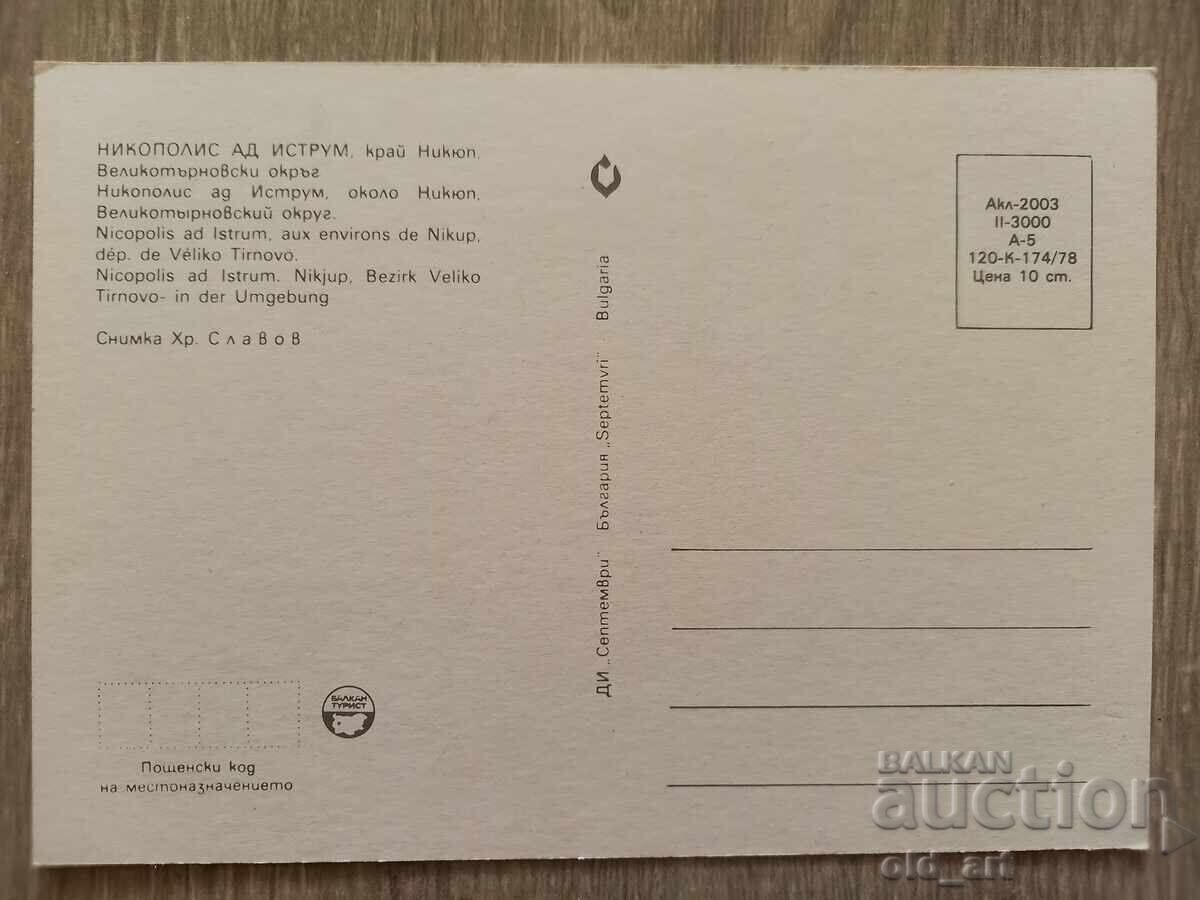 НИКОПОЛИС АД ИСТРУМ, край Никюп,
Великотърновски окръг
Никополис ад Иструм, около Никюп,
Великотырновский округ.
Nicopolis ad Istrum, aux environs de Nikup,
dép. de Véliko Tirnovo.
Nicopolis ad Istrum. Nikjup, Bezirk Veliko
Tirnovo- in der Umgebung
Снимка Хр. Славов
ДИ „Септември" България „Septemvri" . Bulgaria
Акл-2003
II-3000
А-5
120-К-174/78
Цена 10 ст.
БАЛКАН
ТУРИСТ
Пощенски код
на местоназначението
BALKAN
auction
old_art